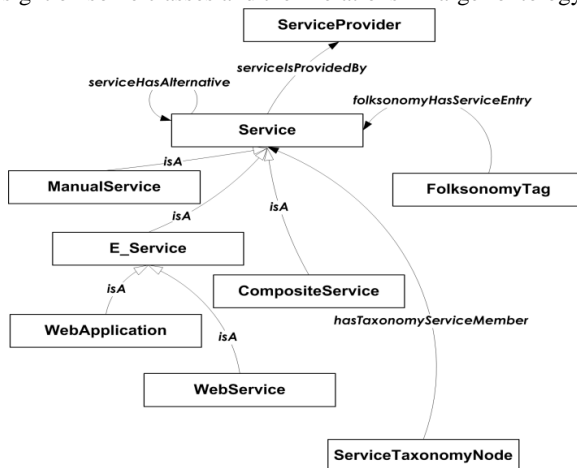 ServiceProvider
serviceHasAlternative
serviceIsProvidedBy
folksonomyHasServiceEntry
Service
isA
ManualService
FolksonomyTag
isA
isA
E_Service
isA
CompositeService
WebApplication
hasTaxonomyServiceMember
isA
WebService
ServiceTaxonomyNode